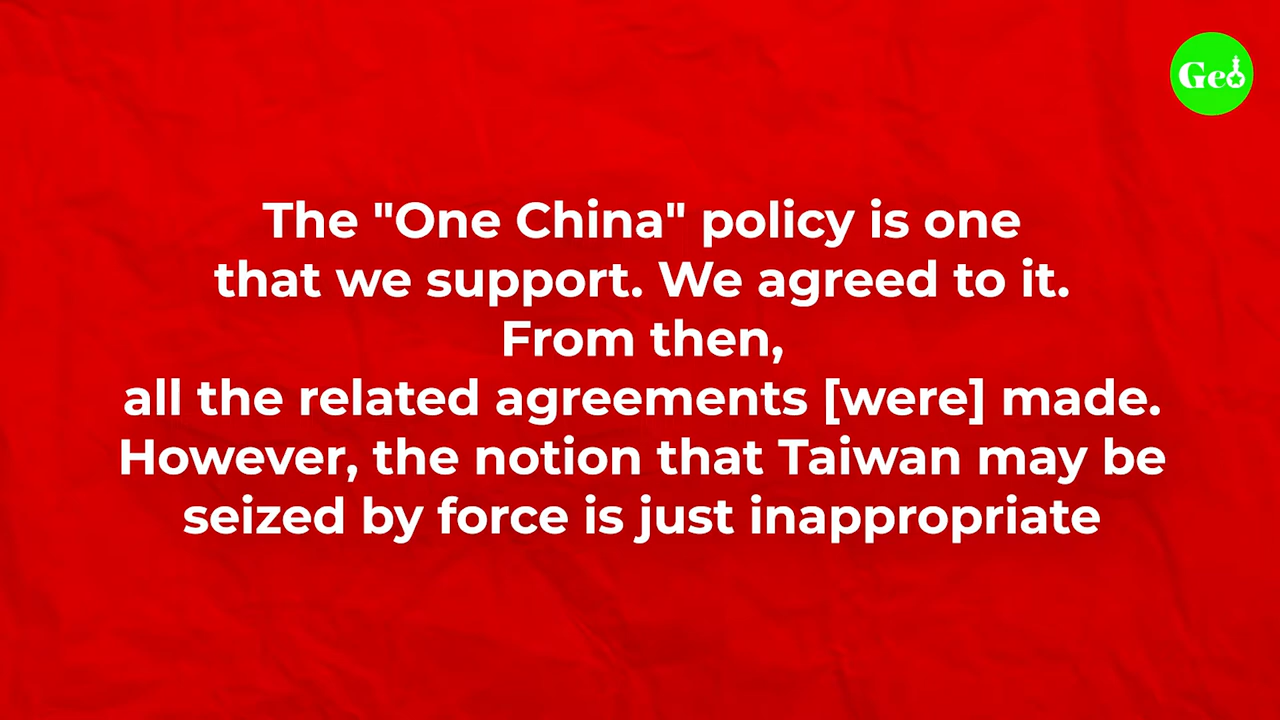 Geo
The "One China" policy is one
that we support. We agreed to it.
From then,
all the related agreements [were] made.
However, the notion that Taiwan may be
seized by force is just inappropriate